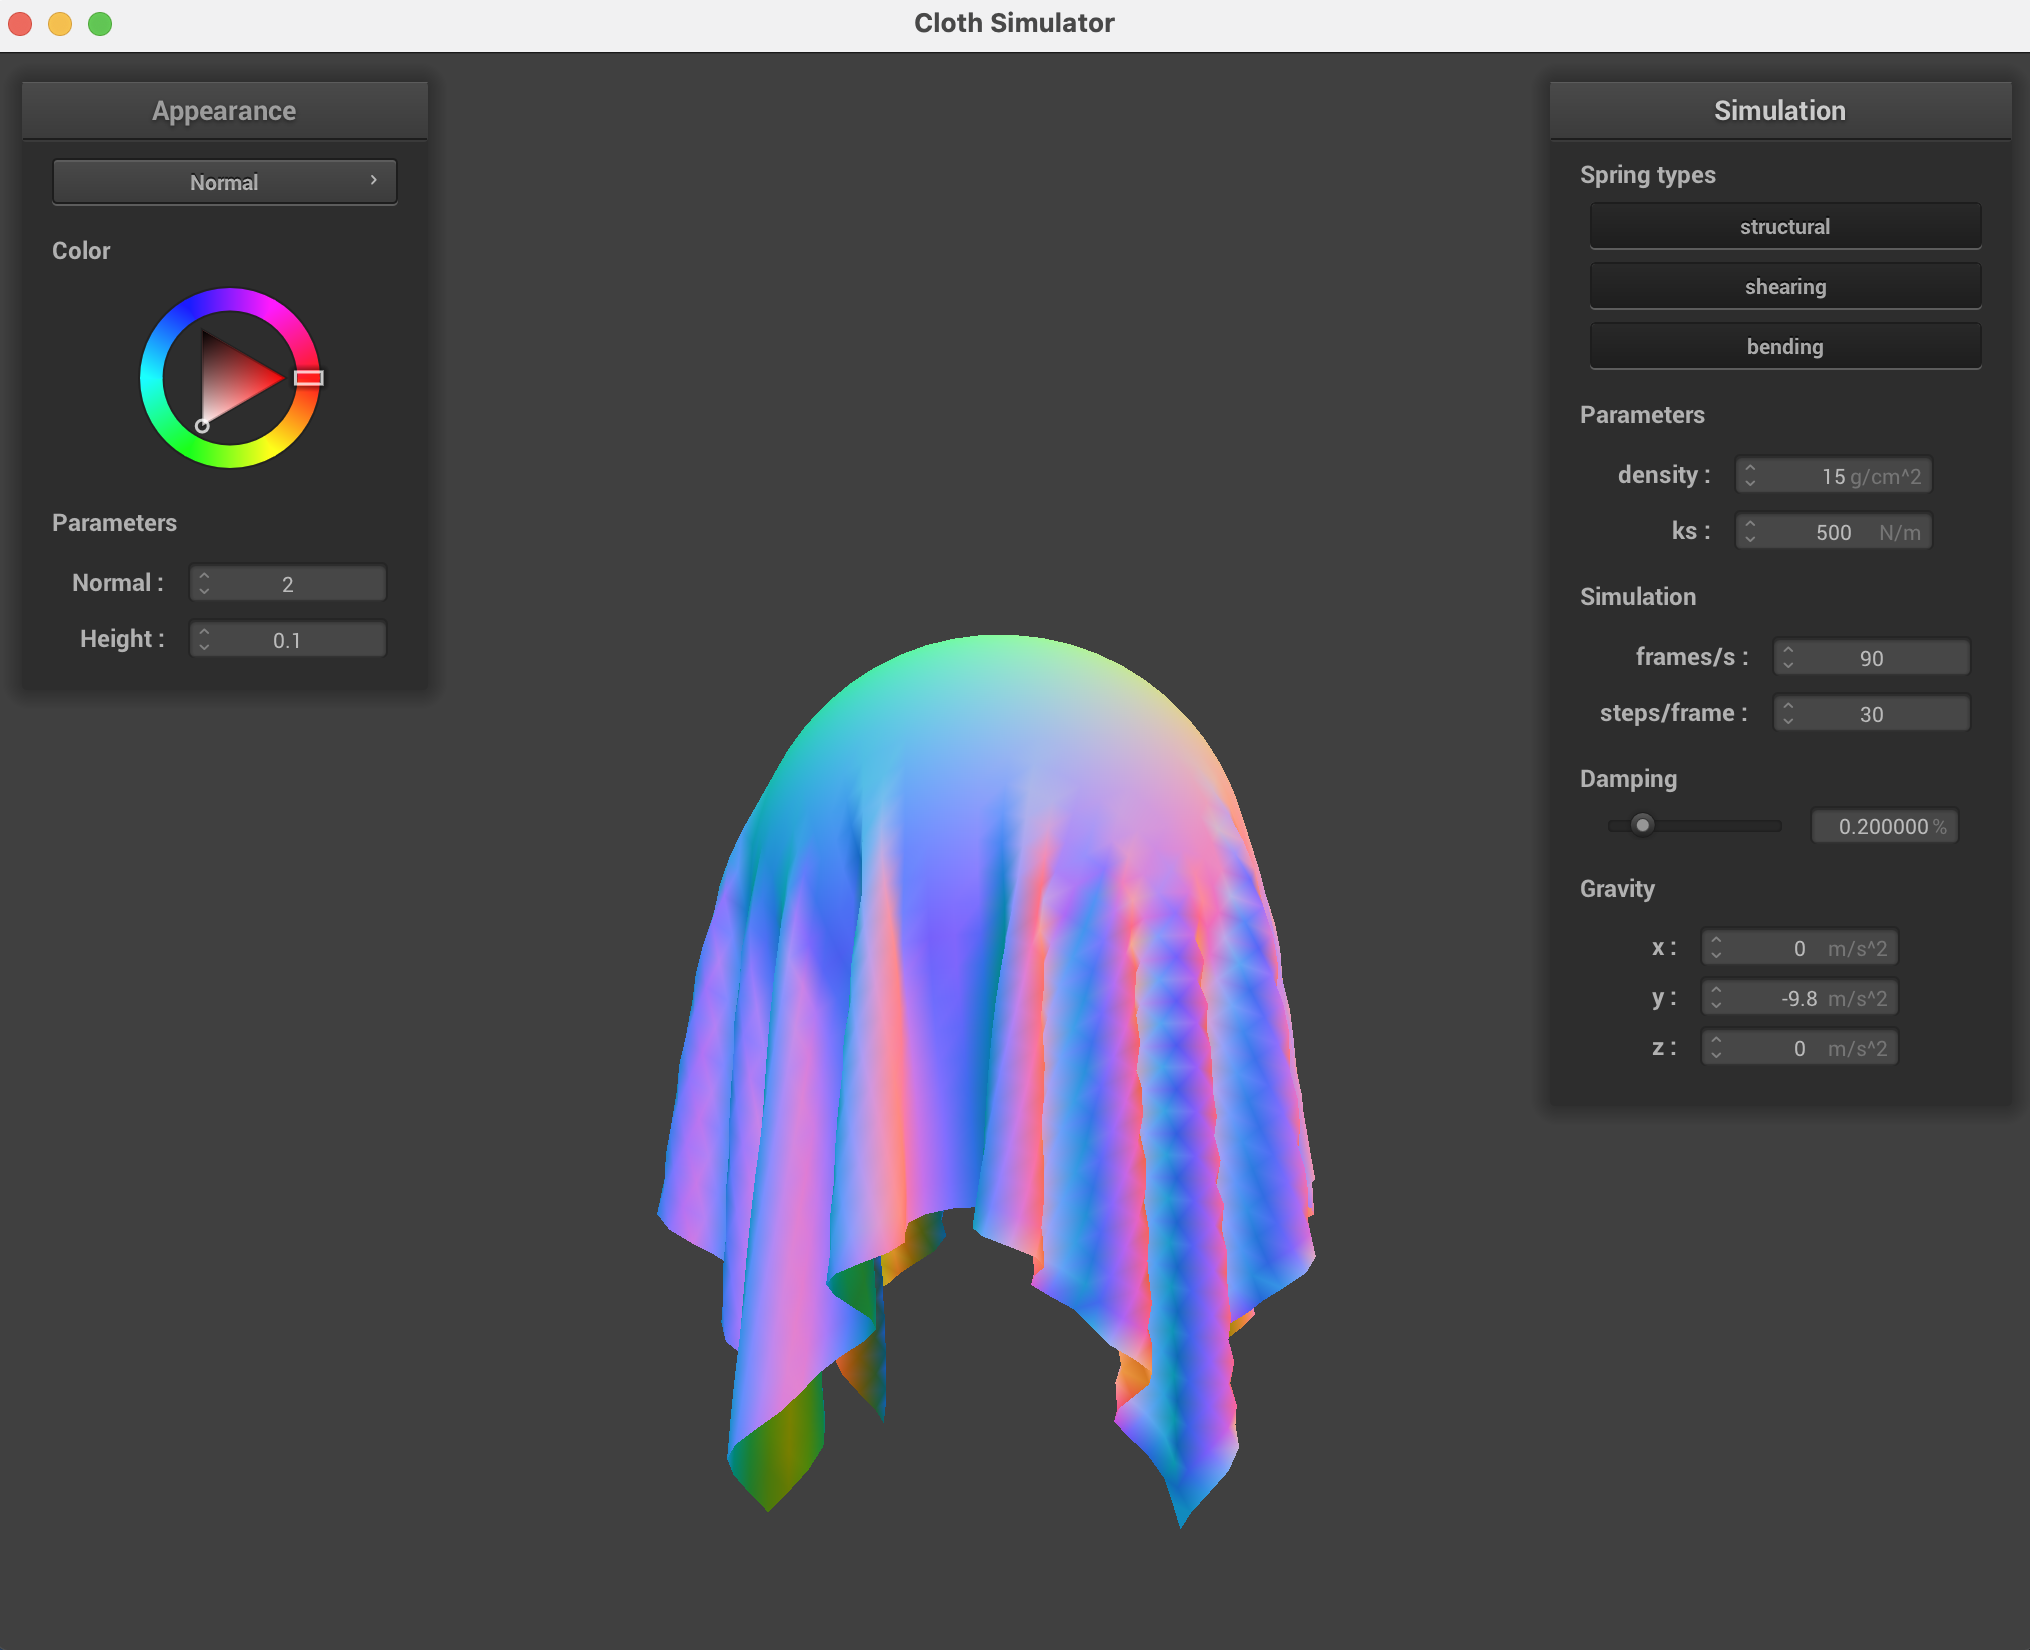 Cloth Simulator
Appearance
Normal
Color
Parameters
Normal : 2
Height : 0.1
Simulation
Spring types
structural
shearing
bending
Parameters
density : 15 g/cm^2
ks : 500 N/m
Simulation
frames/s : 90
steps/frame : 30
Damping
0.200000 %
Gravity
x : 0 m/s^2
y : -9.8 m/s^2
z : 0 m/s^2